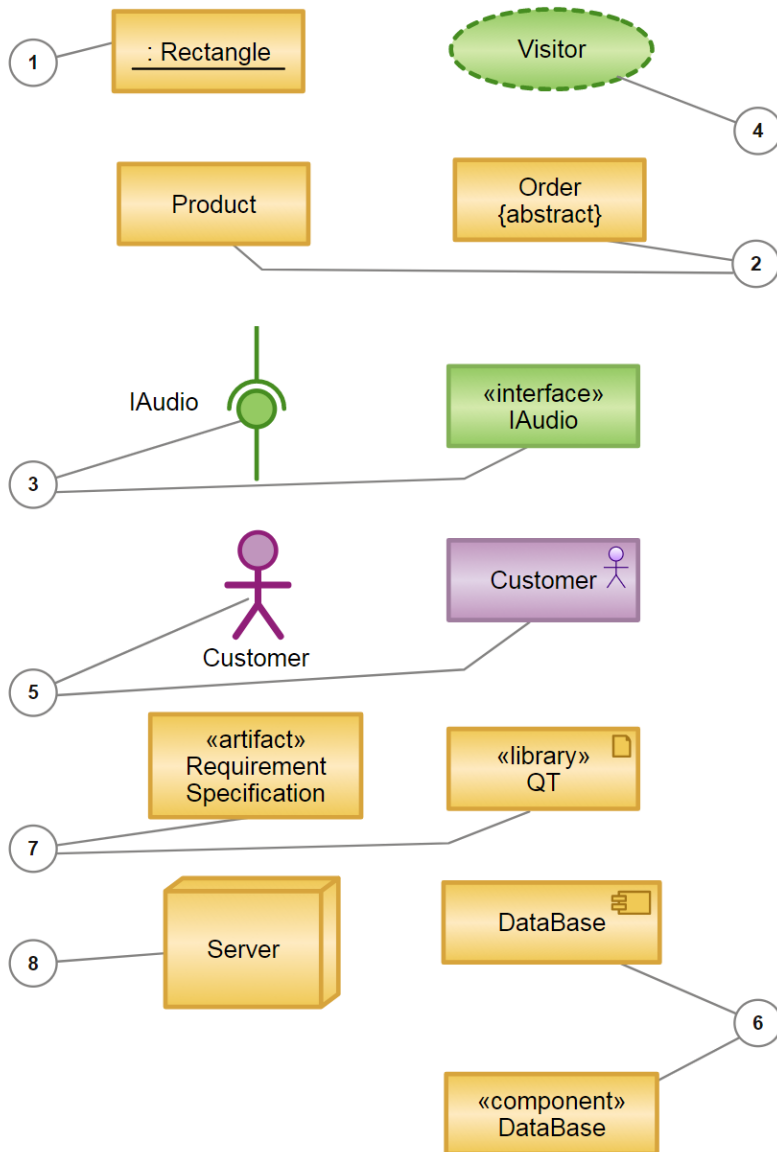 1
: Rectangle
Visitor
4
Product
Order
{abstract}
2
IAudio
«interface»
IAudio
3
Customer
Customer
5
«artifact»
Requirement
Specification
«library»
QT
7
Server
DataBase
8
6
«component»
DataBase